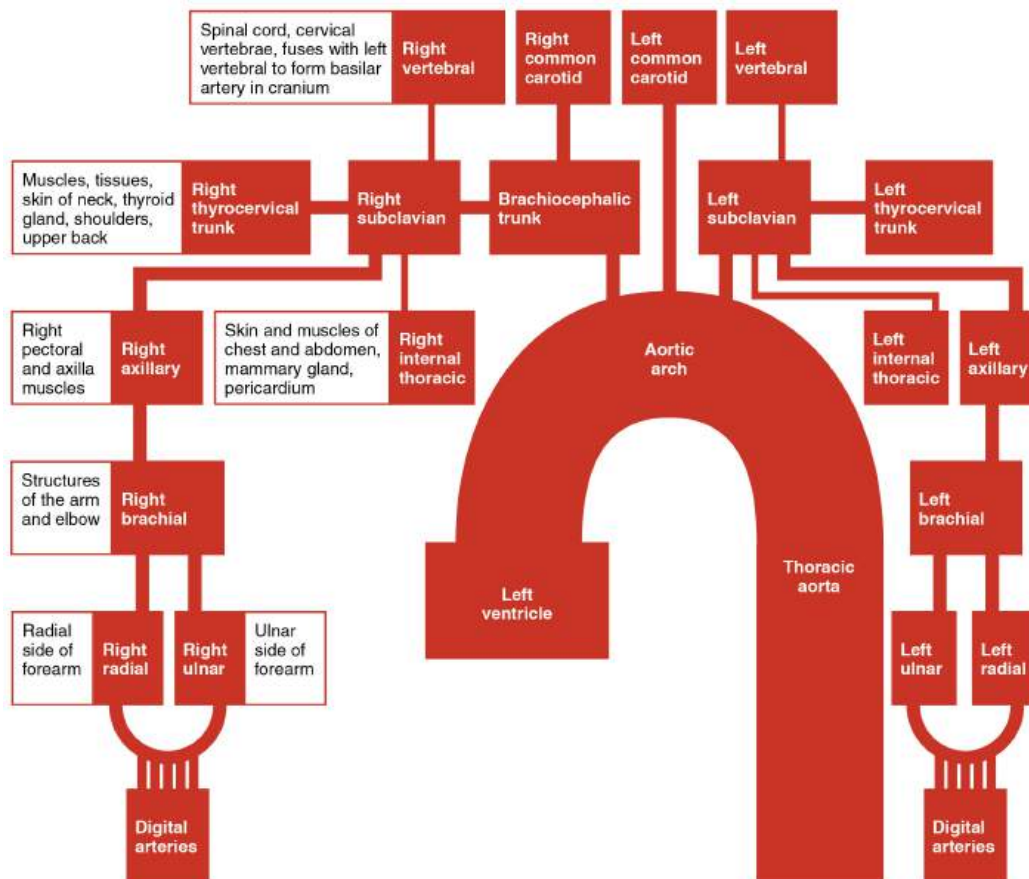 Spinal cord, cervical
vertebrae, fuses with left
vertebral to form basilar
artery in cranium
Right
vertebral
Right
common
carotid
Left
common
carotid
Left
vertebral
Muscles, tissues,
skin of neck, thyroid
gland, shoulders,
upper back
Right
thyrocervical
trunk
Right
subclavian
Brachiocephalic
trunk
Left
subclavian
Left
thyrocervical
trunk
Right
pectoral
and axilla
muscles
Right
axillary
Skin and muscles of
chest and abdomen,
mammary gland,
pericardium
Right
internal
thoracic
Aortic
arch
Left
internal
thoracic
Left
axillary
Structures
of the arm
and elbow
Right
brachial
Left
brachial
Left
ventricle
Thoracic
aorta
Radial
side of
forearm
Right
radial
Right
ulnar
Ulnar
side of
forearm
Left
ulnar
Left
radial
Digital
arteries
Digital
arteries